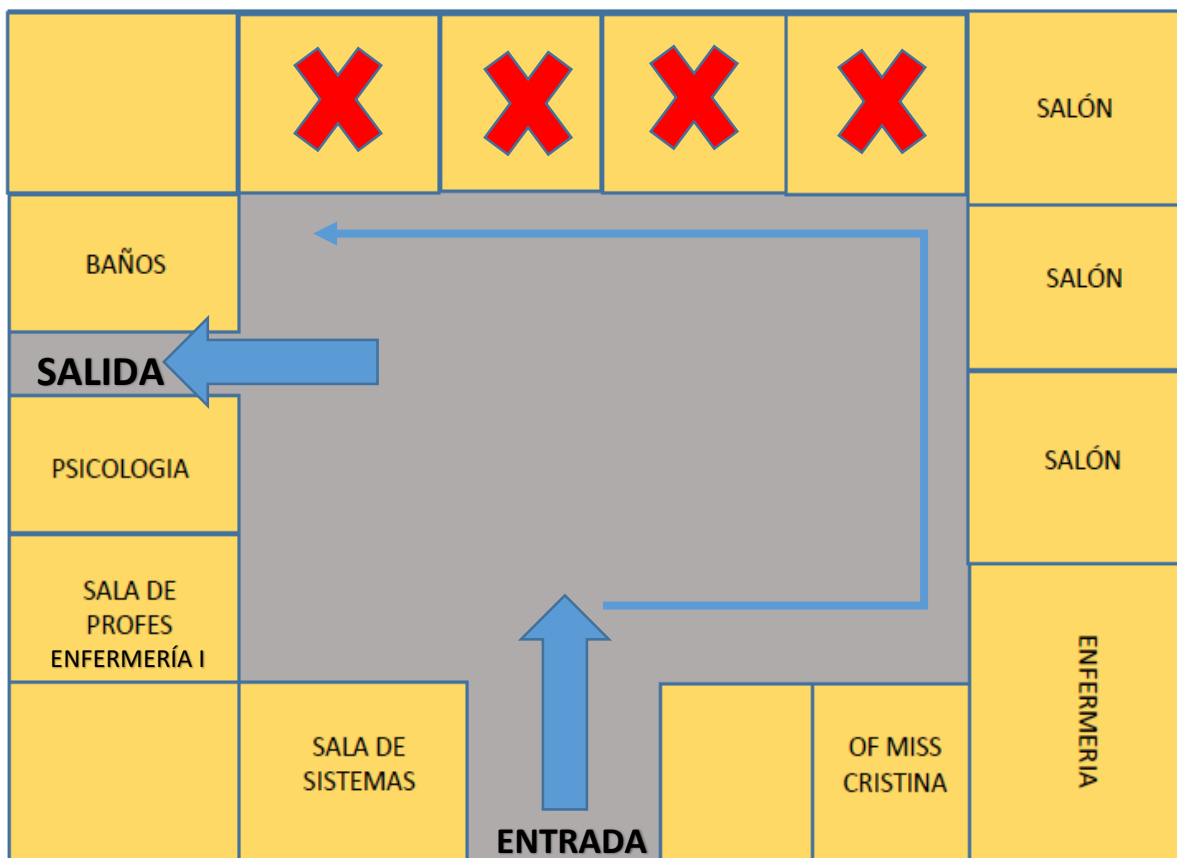 SALÓN
BAÑOS
SALÓN
SALIDA
PSICOLOGIA
SALÓN
SALA DE
PROFES
ENFERMERÍA I
ENFERMERIA
SALA DE
SISTEMAS
OF MISS
CRISTINA
ENTRADA